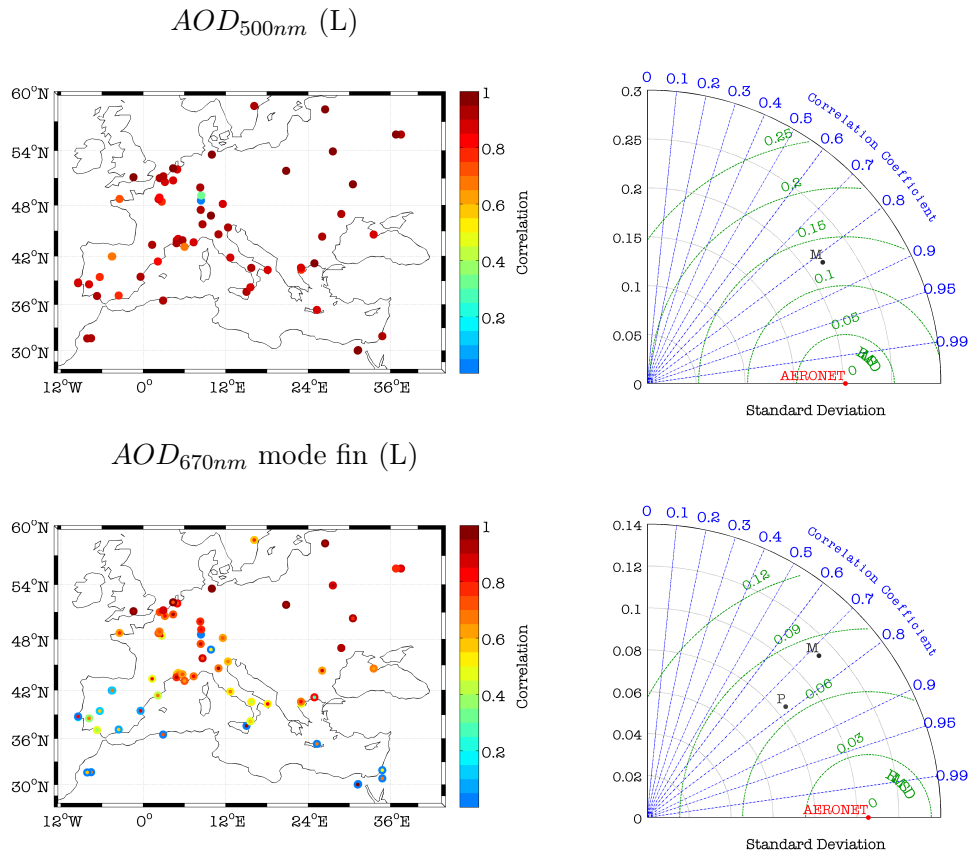 AOD500nm (L)
60°N
54°N
48°N
42°N
36°N
30°N
12°W
0°
12°E
24°E
36°E
1
0.8
0.6
0.4
0.2
Correlation
0.3
0.25
0.2
0.15
0.1
0.05
0
0
0.1
0.2
0.3
0.4
0.5
0.6
0.7
0.8
0.9
0.95
0.99
Correlation Coefficient
0.25
0.2
0.15
0.1
0.05
0
RMSD
M
AERONET
Standard Deviation
AOD670nm mode fin (L)
60°N
54°N
48°N
42°N
36°N
30°N
12°W
0°
12°E
24°E
36°E
1
0.8
0.6
0.4
0.2
Correlation
0.14
0.12
0.1
0.08
0.06
0.04
0.02
0
0
0.1
0.2
0.3
0.4
0.5
0.6
0.7
0.8
0.9
0.95
0.99
Correlation Coefficient
0.12
0.09
0.06
0.03
0
RMSD
M
P
AERONET
Standard Deviation